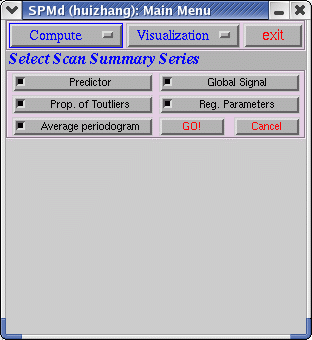 SPMd (huizhang): Main Menu
Compute Visualization exit
Select Scan Summary Series
Predictor Global Signal
Prop. of Toutliers Reg. Parameters
Average periodogram GO! Cancel